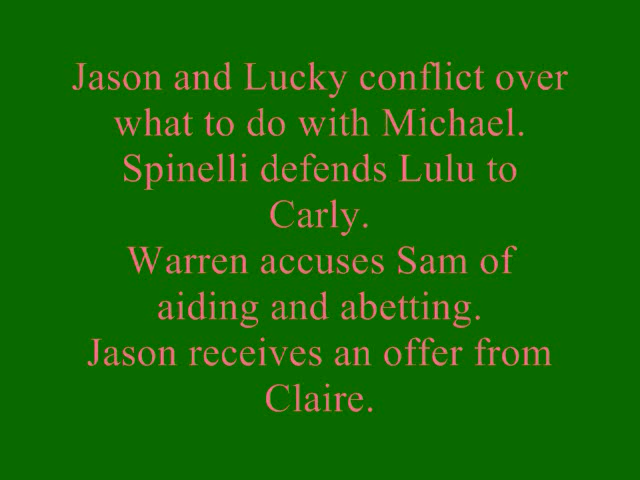 Jason and Lucky conflict over
what to do with Michael.
Spinelli defends Lulu to
Carly.
Warren accuses Sam of
aiding and abetting.
Jason receives an offer from
Claire.